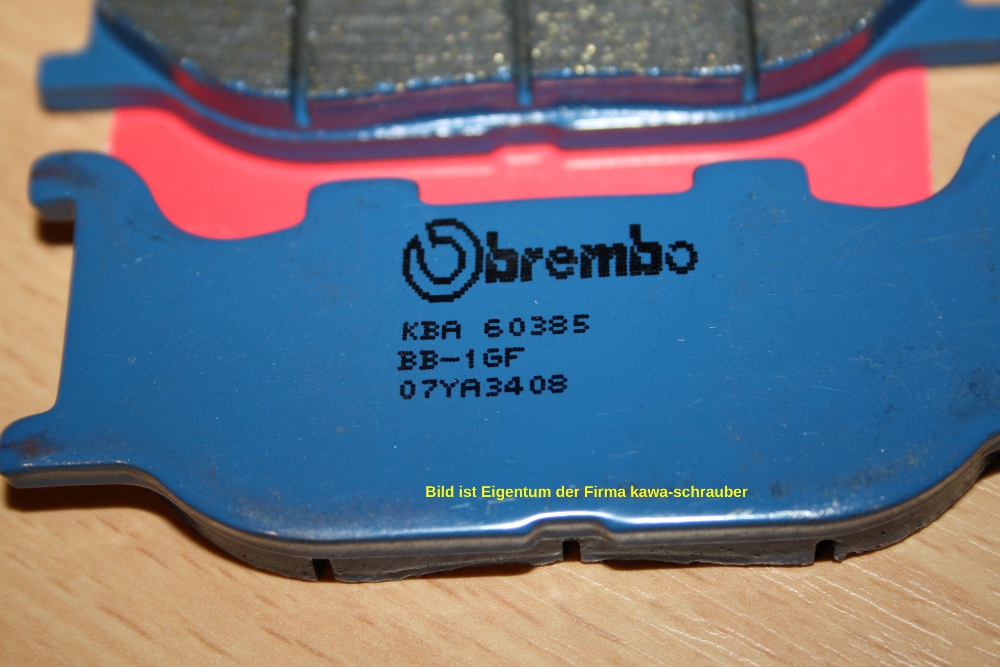 brembo
KBA 60385
BB-1GF
07YA3408
Bild ist Eigentum der Firma kawa-schrauber